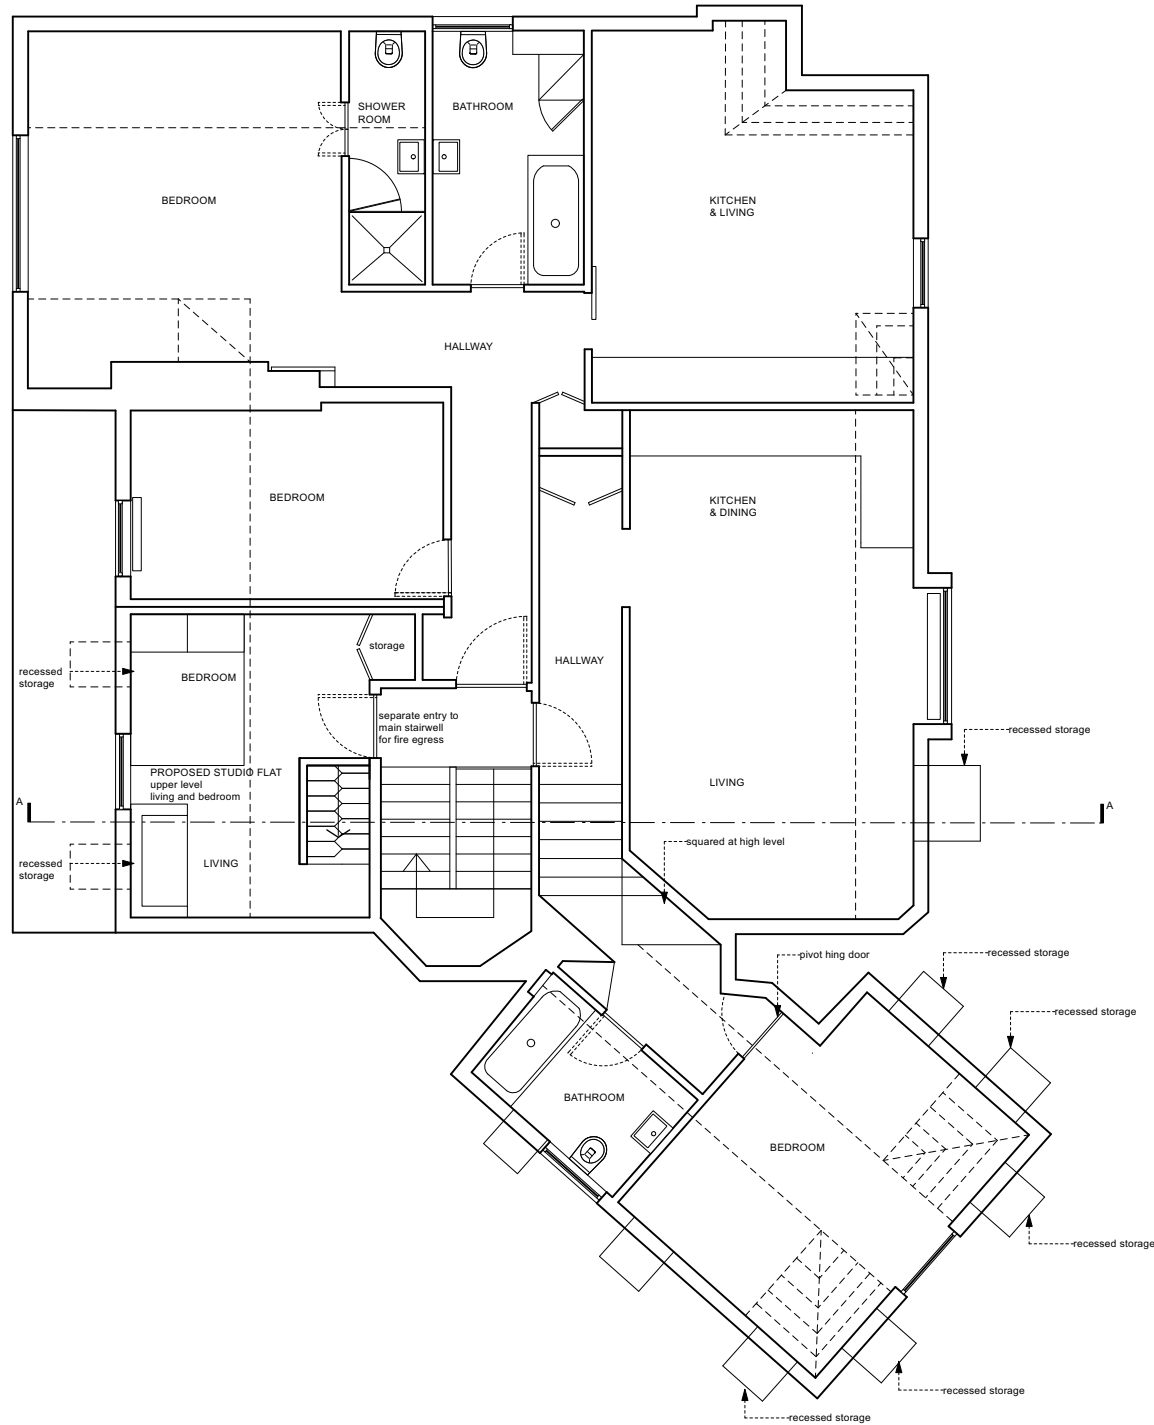 SHOWER
ROOM
BATHROOM
BEDROOM
KITCHEN
& LIVING
HALLWAY
BEDROOM
KITCHEN
& DINING
storage
HALLWAY
recessed
storage
BEDROOM
separate entry to
main stairwell
for fire egress
recessed storage
PROPOSED STUDIO FLAT
upper level
living and bedroom
LIVING
A
A
squared at high level
recessed
storage
LIVING
pivot hing door
recessed storage
recessed storage
BATHROOM
BEDROOM
recessed storage
recessed storage
recessed storage